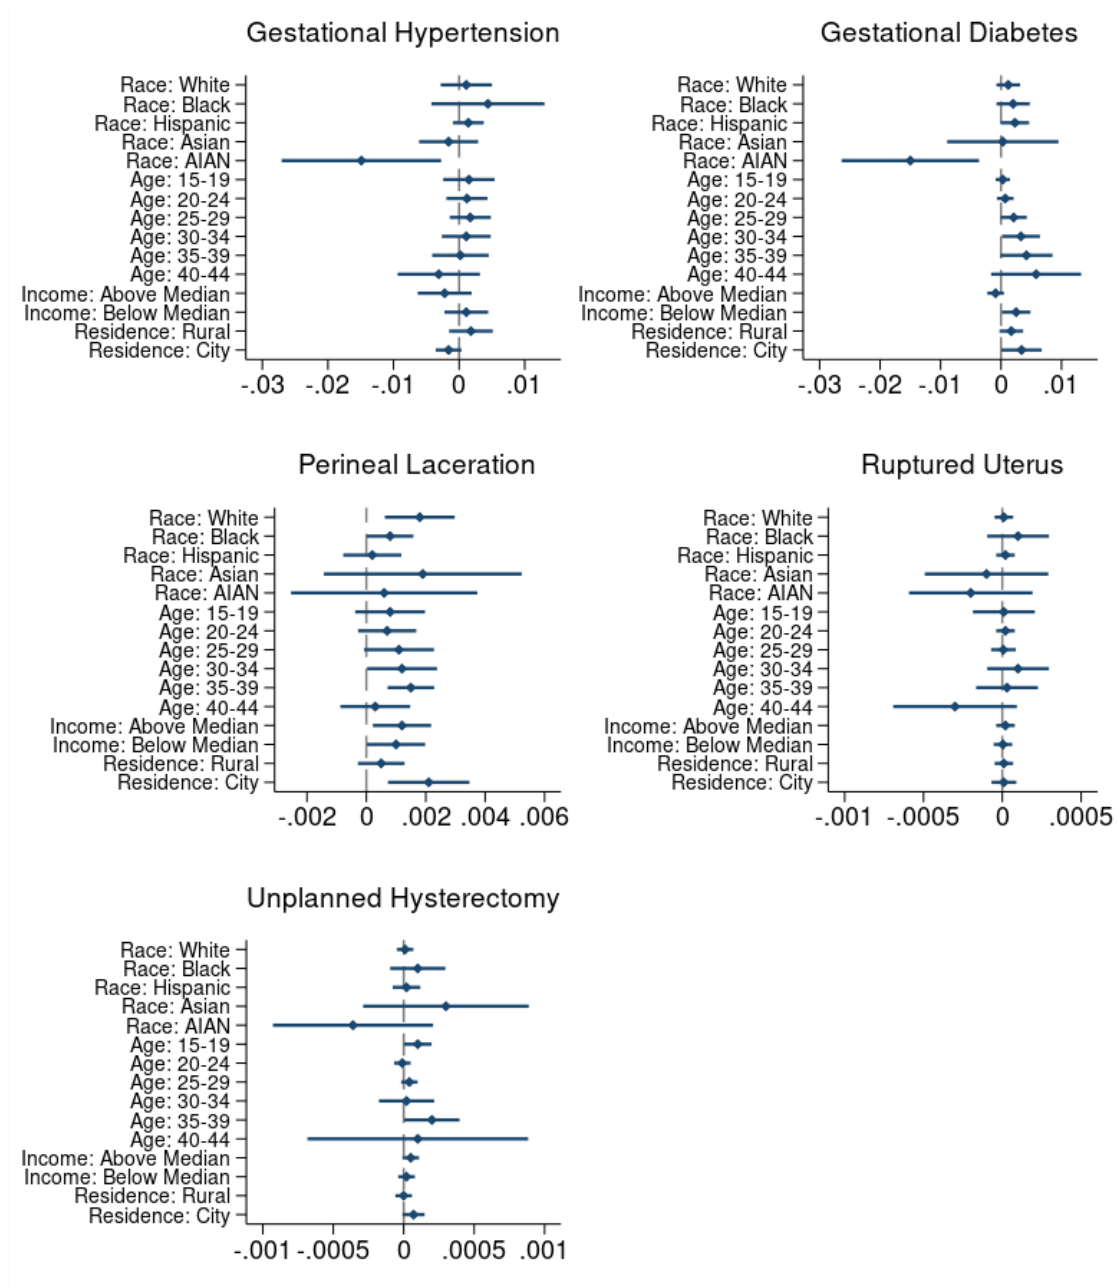 Gestational Hypertension
Race: White
Race: Black
Race: Hispanic
Race: Asian
Race: AIAN
Age: 15-19
Age: 20-24
Age: 25-29
Age: 30-34
Age: 35-39
Age: 40-44
Income: Above Median
Income: Below Median
Residence: Rural
Residence: City
-.03 -.02 -.01 0 .01
Gestational Diabetes
Race: White
Race: Black
Race: Hispanic
Race: Asian
Race: AIAN
Age: 15-19
Age: 20-24
Age: 25-29
Age: 30-34
Age: 35-39
Age: 40-44
Income: Above Median
Income: Below Median
Residence: Rural
Residence: City
-.03 -.02 -.01 0 .01
Perineal Laceration
Race: White
Race: Black
Race: Hispanic
Race: Asian
Race: AIAN
Age: 15-19
Age: 20-24
Age: 25-29
Age: 30-34
Age: 35-39
Age: 40-44
Income: Above Median
Income: Below Median
Residence: Rural
Residence: City
-.002 0 .002 .004 .006
Ruptured Uterus
Race: White
Race: Black
Race: Hispanic
Race: Asian
Race: AIAN
Age: 15-19
Age: 20-24
Age: 25-29
Age: 30-34
Age: 35-39
Age: 40-44
Income: Above Median
Income: Below Median
Residence: Rural
Residence: City
-.001 -.0005 0 .0005
Unplanned Hysterectomy
Race: White
Race: Black
Race: Hispanic
Race: Asian
Race: AIAN
Age: 15-19
Age: 20-24
Age: 25-29
Age: 30-34
Age: 35-39
Age: 40-44
Income: Above Median
Income: Below Median
Residence: Rural
Residence: City
-.001 -.0005 0 .0005 .001